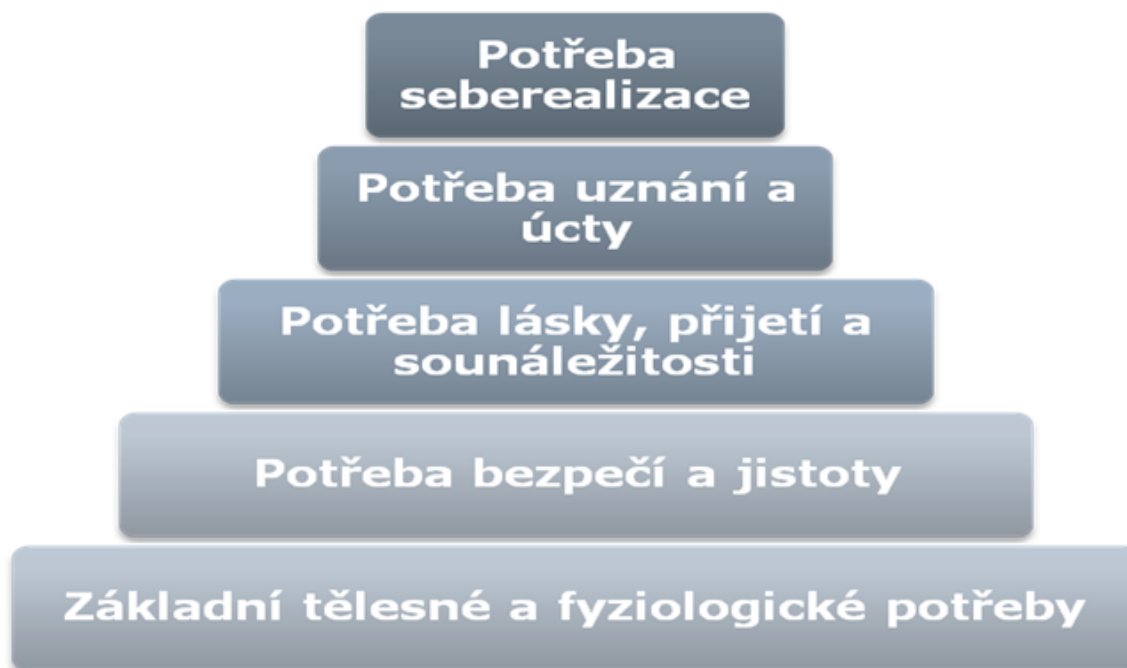 Potřeba
seberealizace
Potřeba uznání a
úcty
Potřeba lásky, přijetí a
sounáležitosti
Potřeba bezpečí a jistoty
Základní tělesné a fyziologické potřeby